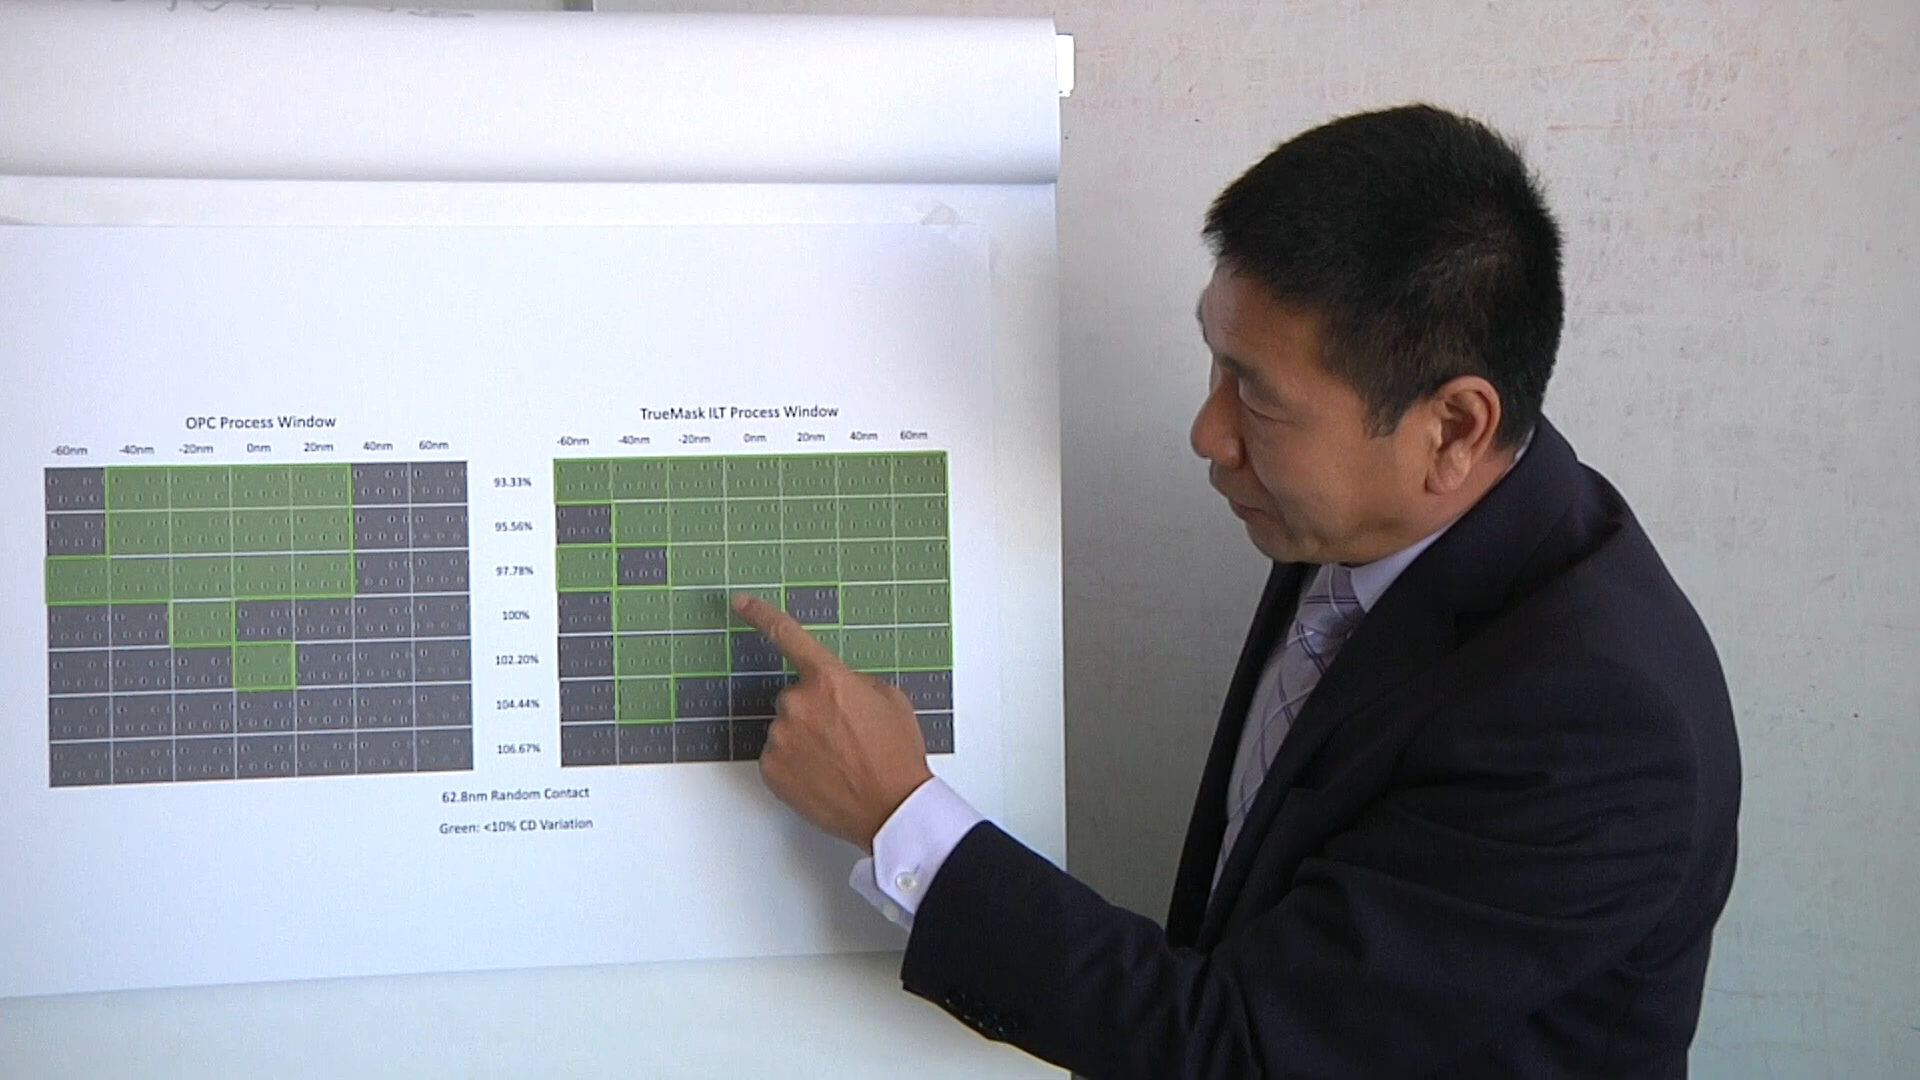 OPC Process Window
-60nm -40nm -20nm 0nm 20nm 40nm 60nm
TrueMask ILT Process Window
-60nm -40nm -20nm 0nm 20nm 40nm 60nm
93.33%
95.56%
97.78%
100%
102.20%
104.44%
106.67%
62.8nm Random Contact
Green: <10% CD Variation